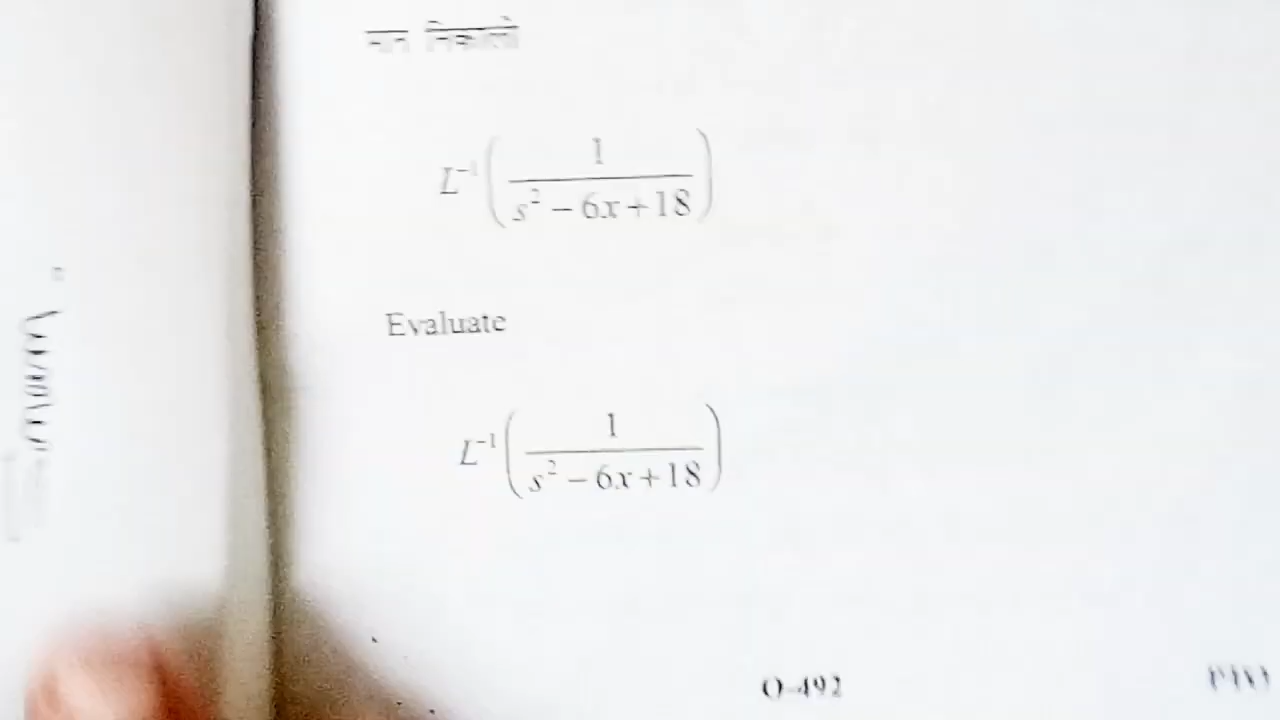 मान निकालो
L⁻¹(1/(s² − 6x + 18))
Evaluate
L⁻¹(1/(s² − 6x + 18))
O-492